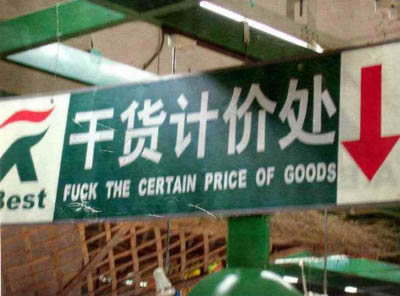 干货计价处
FUCK THE CERTAIN PRICE OF GOODS
Best